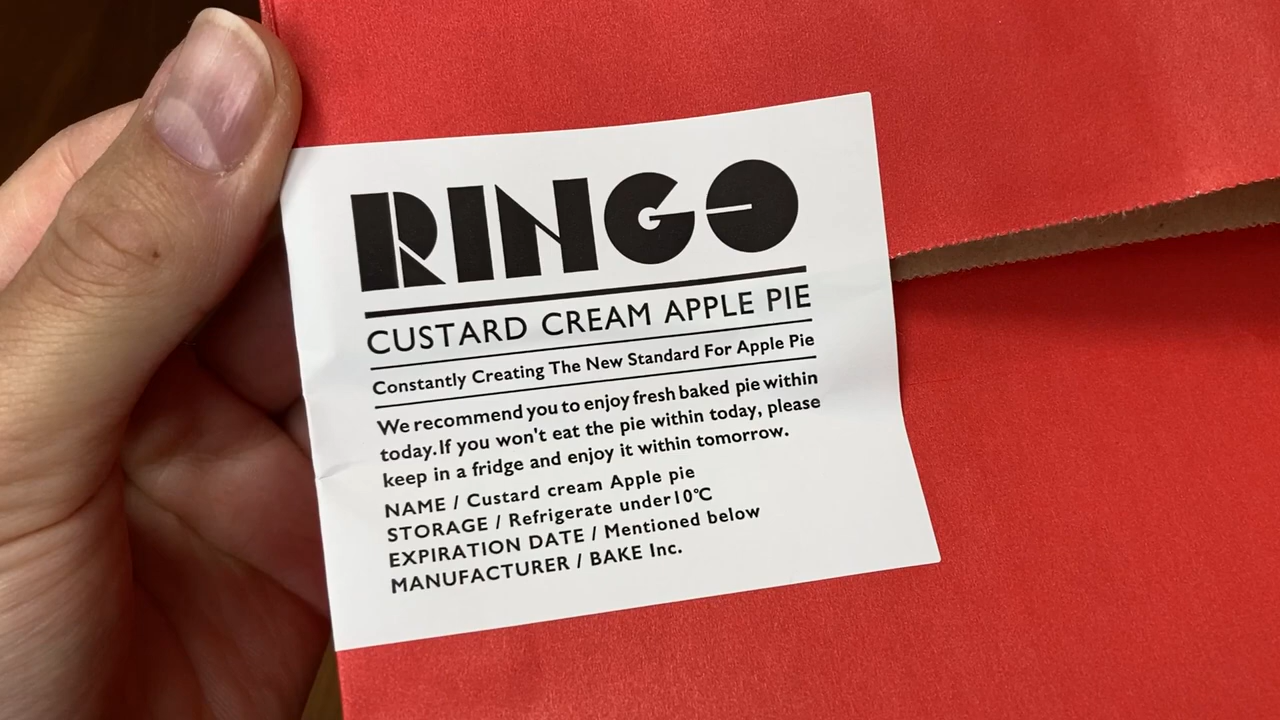 RINGO
CUSTARD CREAM APPLE PIE
Constantly Creating The New Standard For Apple Pie
We recommend you to enjoy fresh baked pie within
today. If you won't eat the pie within today, please
keep in a fridge and enjoy it within tomorrow.
NAME / Custard cream Apple pie
STORAGE / Refrigerate under10℃
EXPIRATION DATE / Mentioned below
MANUFACTURER / BAKE Inc.